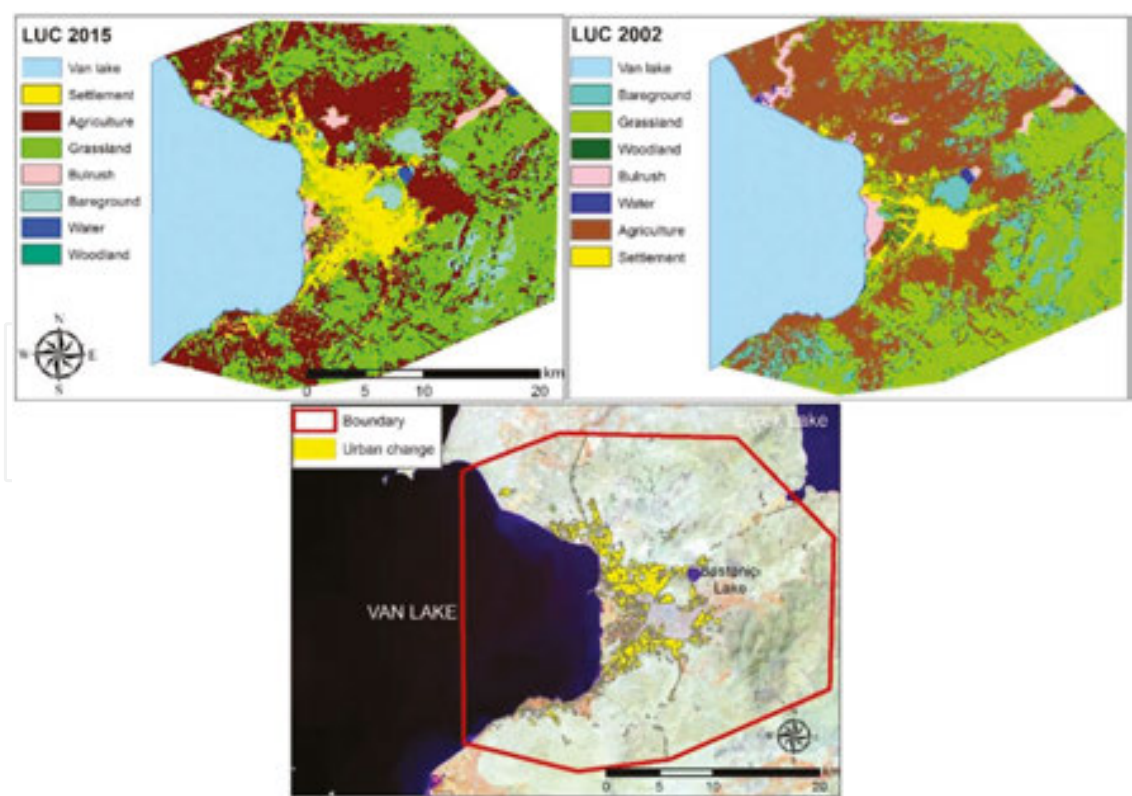 LUC 2015
Van lake
Settlement
Agriculture
Grassland
Bulrush
Bareground
Water
Woodland
N
W E
S
km
0 5 10 20
LUC 2002
Van lake
Bareground
Grassland
Woodland
Bulrush
Water
Agriculture
Settlement
Boundary
Urban change
Lake
VAN LAKE
Lake
km
0 5 10 20